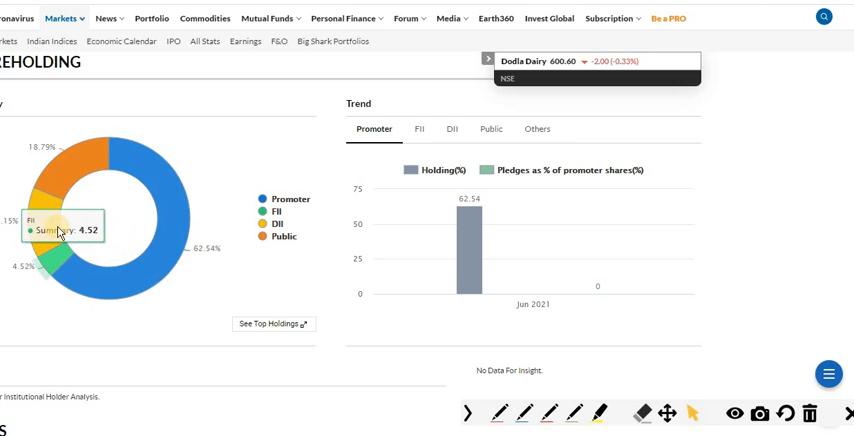 onavirus Markets News Portfolio Commodities Mutual Funds Personal Finance Forum Media Earth360 Invest Global Subscription Be a PRO
rkets Indian Indices Economic Calendar IPO All Stats Earnings F&O Big Shark Portfolios
REHOLDING
Dodla Dairy 600.60 -2.00 (-0.33%)
NSE
y
Trend
Promoter FII DII Public Others
18.79%
.15%
4.52%
62.54%
FII
Summary: 4.52
Promoter
FII
DII
Public
See Top Holdings
Holding(%) Pledges as % of promoter shares(%)
75
50
25
0
62.54
0
Jun 2021
No Data For Insight.
r Institutional Holder Analysis.
S